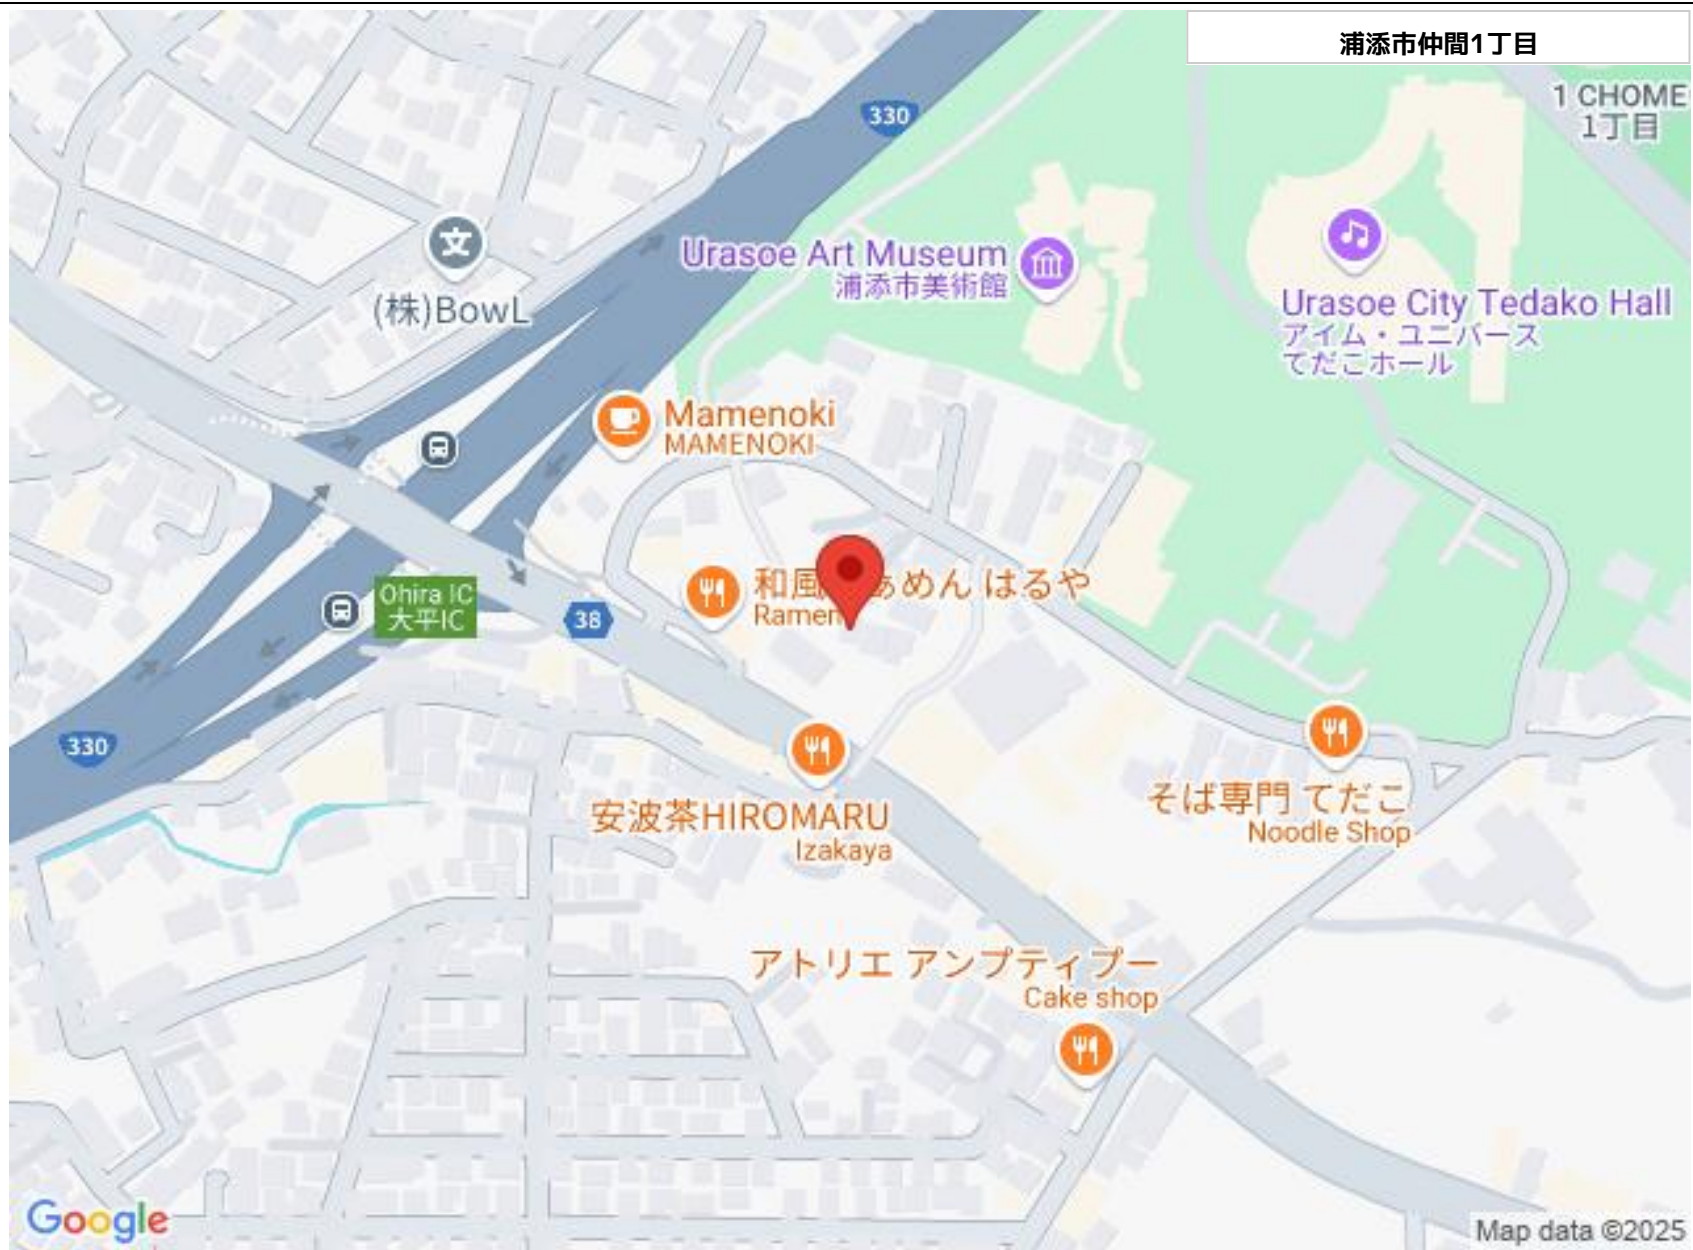 浦添市仲間1丁目
330
1 CHOME
1丁目
Urasoe Art Museum
浦添市美術館
Urasoe City Tedako Hall
アイム・ユニバース
てだこホール
文
(株)BowL
Mamenoki
MAMENOKI
Ohira IC
大平IC
38
和風 ぁめん はるや
Ramen
330
安波茶HIROMARU
Izakaya
そば専門 てだこ
Noodle Shop
アトリエ アンプティプー
Cake shop
Google
Map data ©2025